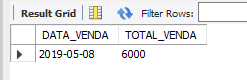 Result Grid Filter Rows:
DATA_VENDA TOTAL_VENDA
2019-05-08 6000